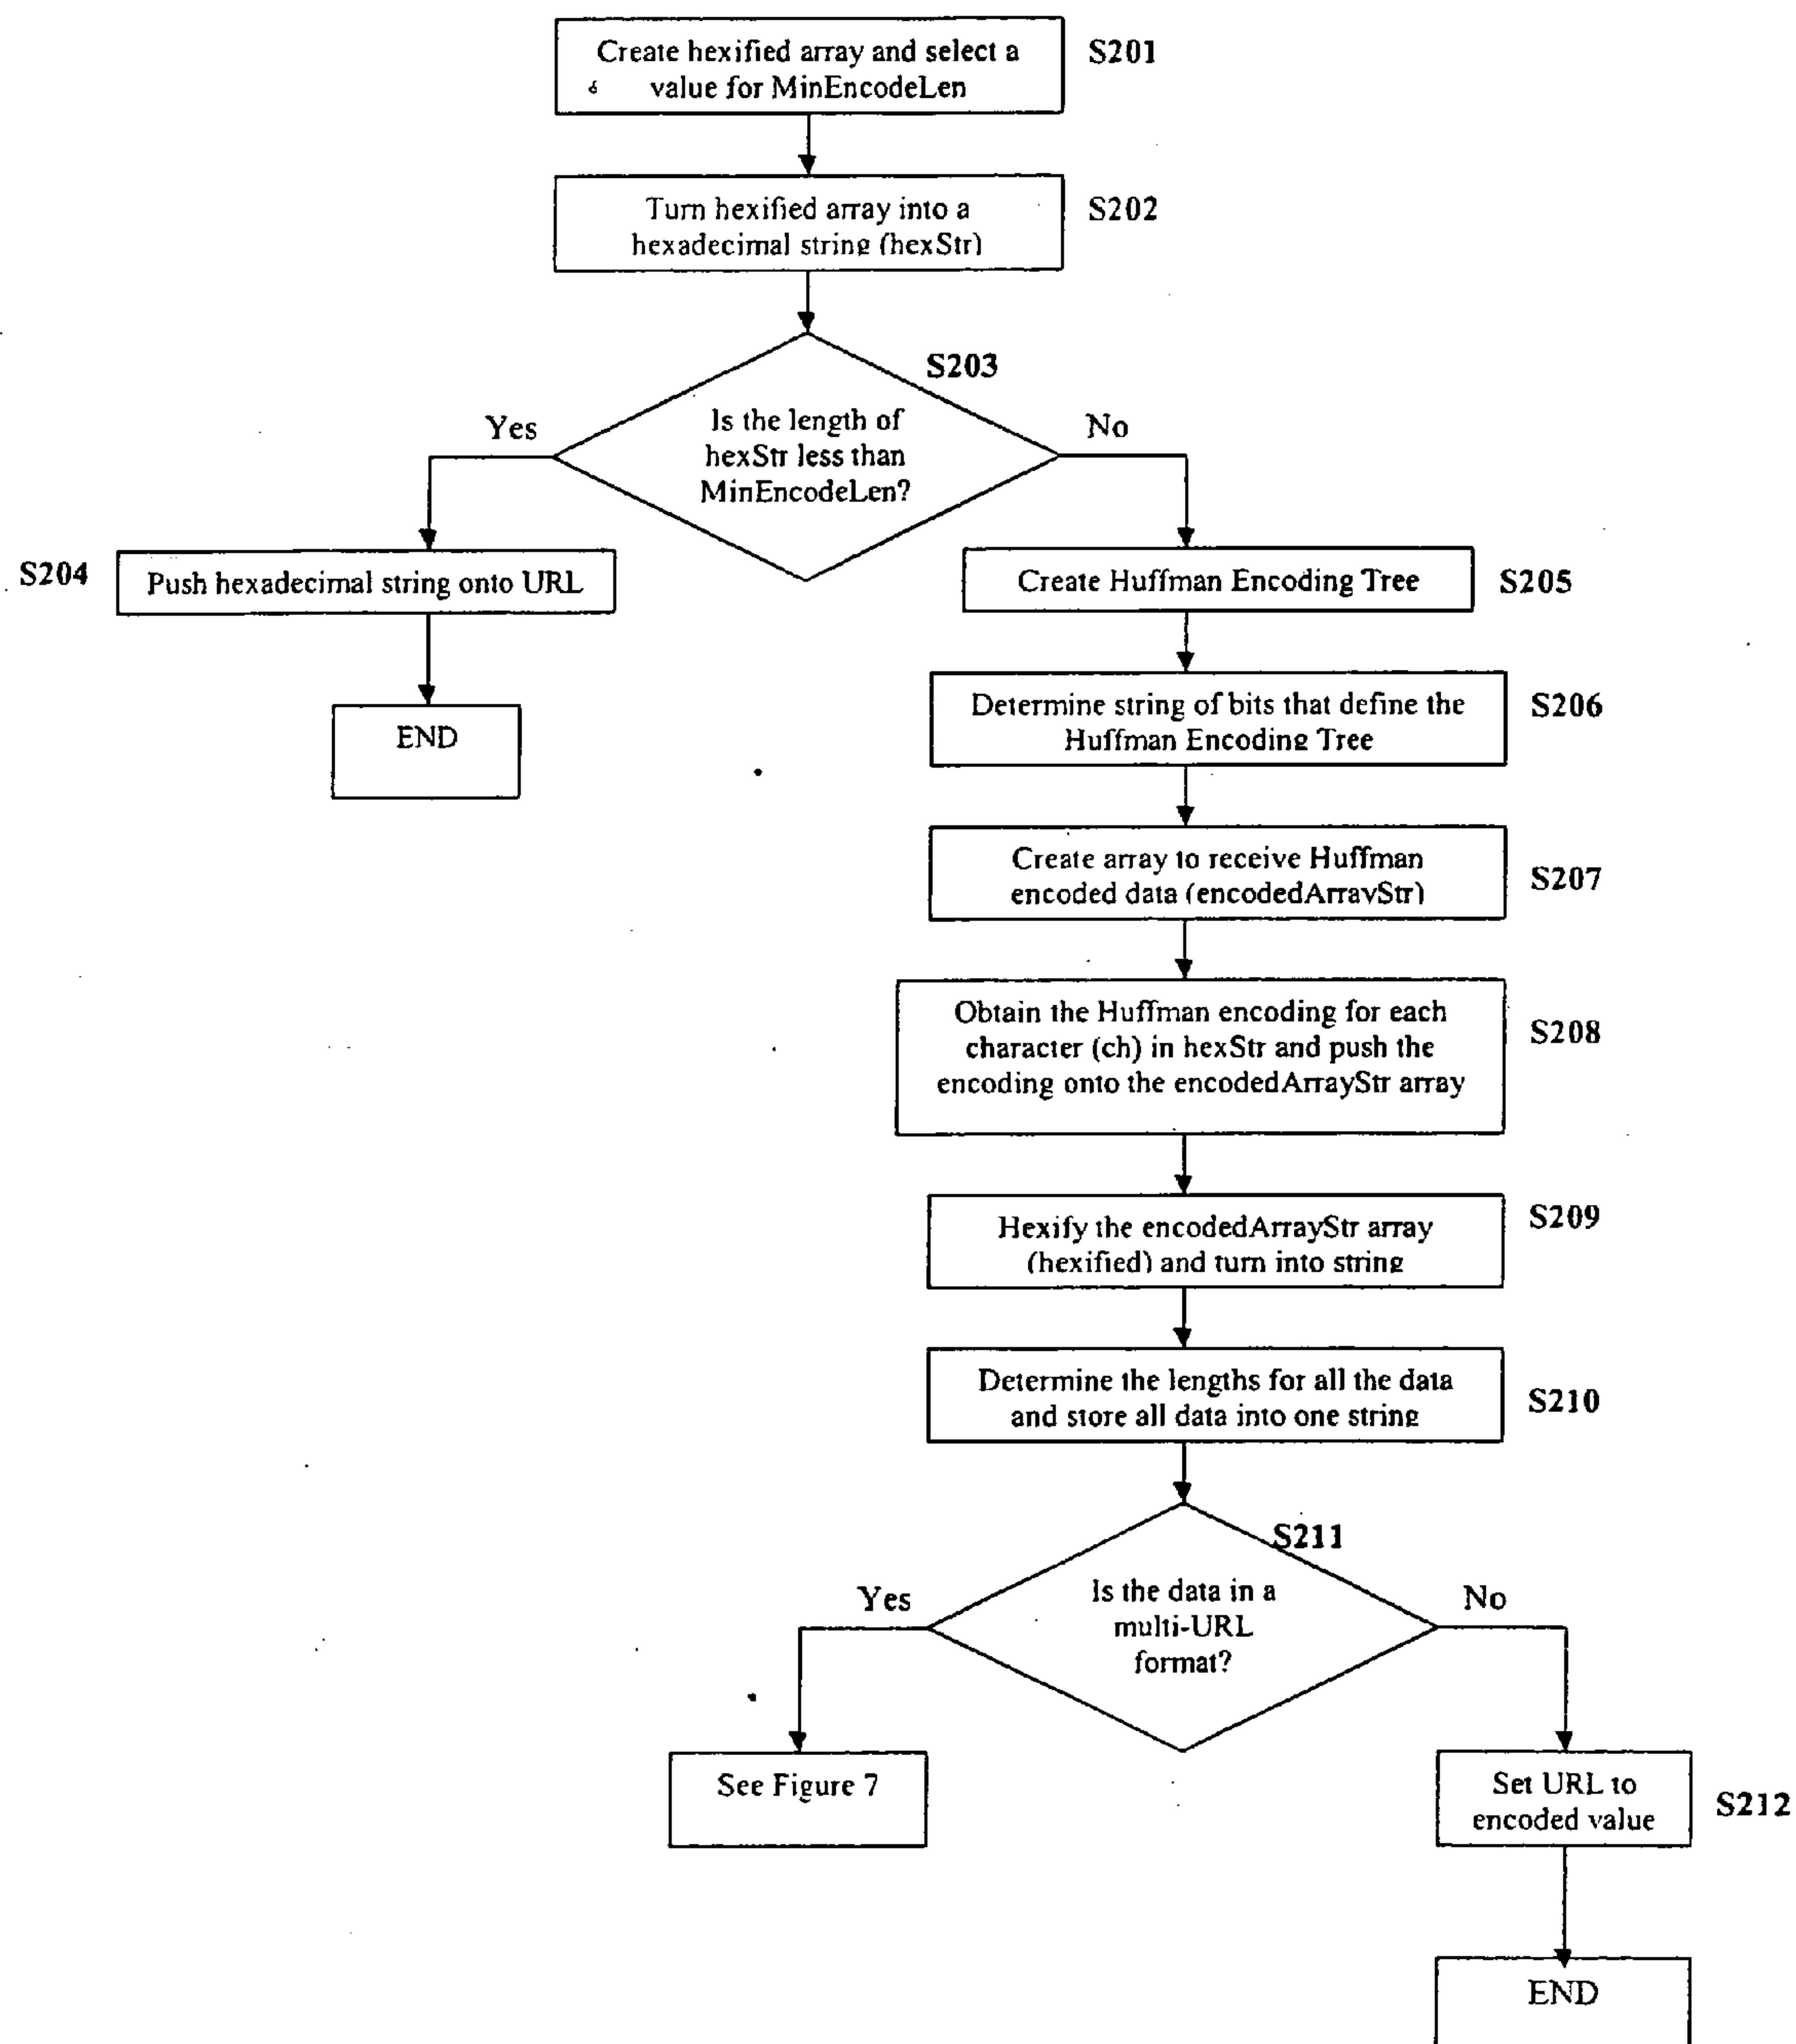 Create hexified array and select a
value for MinEncodeLen
S201
Turn hexified array into a
hexadecimal string (hexStr)
S202
S203
Is the length of
hexStr less than
MinEncodeLen?
Yes
No
S204
Push hexadecimal string onto URL
END
Create Huffman Encoding Tree
S205
Determine string of bits that define the
Huffman Encoding Tree
S206
Create array to receive Huffman
encoded data (encodedArrayStr)
S207
Obtain the Huffman encoding for each
character (ch) in hexStr and push the
encoding onto the encodedArrayStr array
S208
Hexify the encodedArrayStr array
(hexified) and turn into string
S209
Determine the lengths for all the data
and store all data into one string
S210
S211
Is the data in a
multi-URL
format?
Yes
No
See Figure 7
Set URL to
encoded value
S212
END